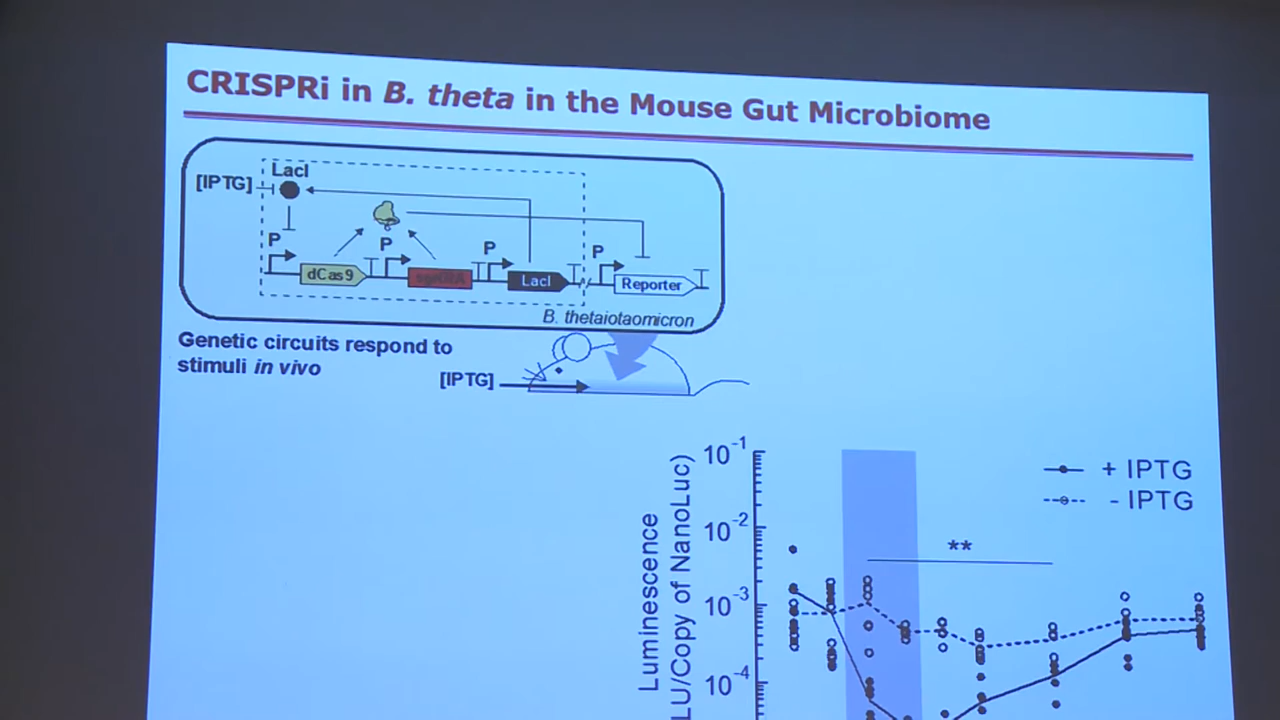 CRISPRi in B. theta in the Mouse Gut Microbiome
LacI
[IPTG]
P
P
P
P
dCas9
LacI
Reporter
B. thetaiotaomicron
Genetic circuits respond to
stimuli in vivo
[IPTG]
Luminescence
LU/Copy of NanoLuc)
10-1
10-2
10-3
10-4
+ IPTG
- IPTG
**